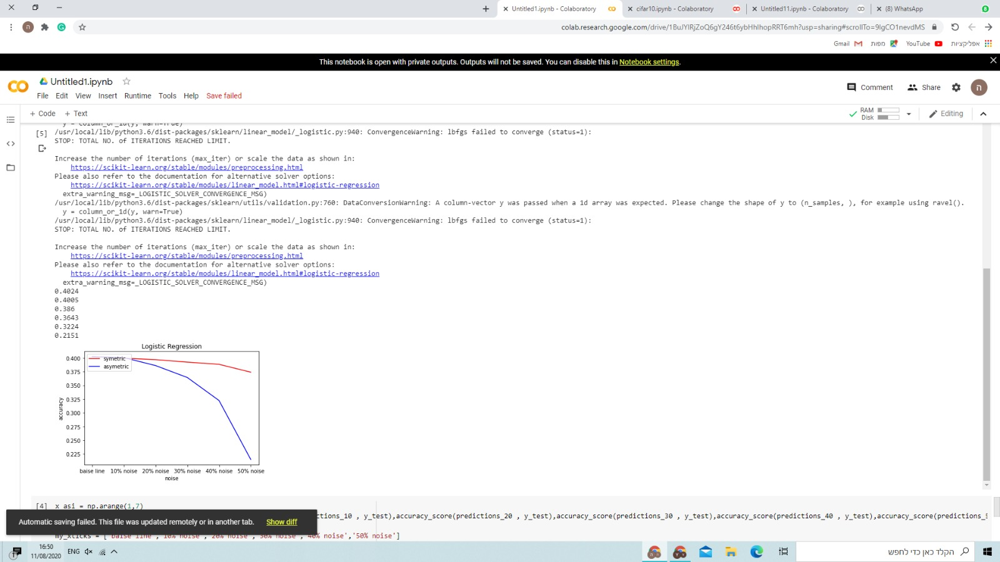 Untitled1.ipynb - Colaboratory
cifar10.ipynb - Colaboratory
Untitled11.ipynb - Colaboratory
(8) WhatsApp
8
ה
colab.research.google.com/drive/1BuJYlRjZoQ6gY246t6ybHhlhopRRT6mh?usp=sharing#scrollTo=9lgCO1nevdMS
Gmail
מפות
YouTube
אפליקציות
This notebook is open with private outputs. Outputs will not be saved. You can disable this in Notebook settings.
Untitled1.ipynb
Comment
Share
ה
File Edit View Insert Runtime Tools Help Save failed
+ Code + Text
RAM
Disk
Editing
y = column_or_1d(y, warn=True)
[5] /usr/local/lib/python3.6/dist-packages/sklearn/linear_model/_logistic.py:940: ConvergenceWarning: lbfgs failed to converge (status=1):
STOP: TOTAL NO. of ITERATIONS REACHED LIMIT.
Increase the number of iterations (max_iter) or scale the data as shown in:
https://scikit-learn.org/stable/modules/preprocessing.html
Please also refer to the documentation for alternative solver options:
https://scikit-learn.org/stable/modules/linear_model.html#logistic-regression
extra_warning_msg=_LOGISTIC_SOLVER_CONVERGENCE_MSG)
/usr/local/lib/python3.6/dist-packages/sklearn/utils/validation.py:760: DataConversionWarning: A column-vector y was passed when a 1d array was expected. Please change the shape of y to (n_samples, ), for example using ravel().
y = column_or_1d(y, warn=True)
/usr/local/lib/python3.6/dist-packages/sklearn/linear_model/_logistic.py:940: ConvergenceWarning: lbfgs failed to converge (status=1):
STOP: TOTAL NO. of ITERATIONS REACHED LIMIT.
Increase the number of iterations (max_iter) or scale the data as shown in:
https://scikit-learn.org/stable/modules/preprocessing.html
Please also refer to the documentation for alternative solver options:
https://scikit-learn.org/stable/modules/linear_model.html#logistic-regression
extra_warning_msg=_LOGISTIC_SOLVER_CONVERGENCE_MSG)
0.4024
0.4005
0.386
0.3643
0.3224
0.2151
Logistic Regression
symetric
asymetric
0.400
0.375
0.350
0.325
0.300
0.275
0.250
0.225
accuracy
baise line 10% noise 20% noise 30% noise 40% noise 50% noise
noise
[4] x_asi = np.arange(1,7)
ctions_10 , y_test),accuracy_score(predictions_20 , y_test),accuracy_score(predictions_30 , y_test),accuracy_score(predictions_40 , y_test),accuracy_score(predictions_5
Automatic saving failed. This file was updated remotely or in another tab. Show diff
my_xticks = ['baise line', '10% noise', '20% noise', '30% noise', '40% noise','50% noise']
1
16:50
11/08/2020
ENG
הקלד כאן כדי לחפש